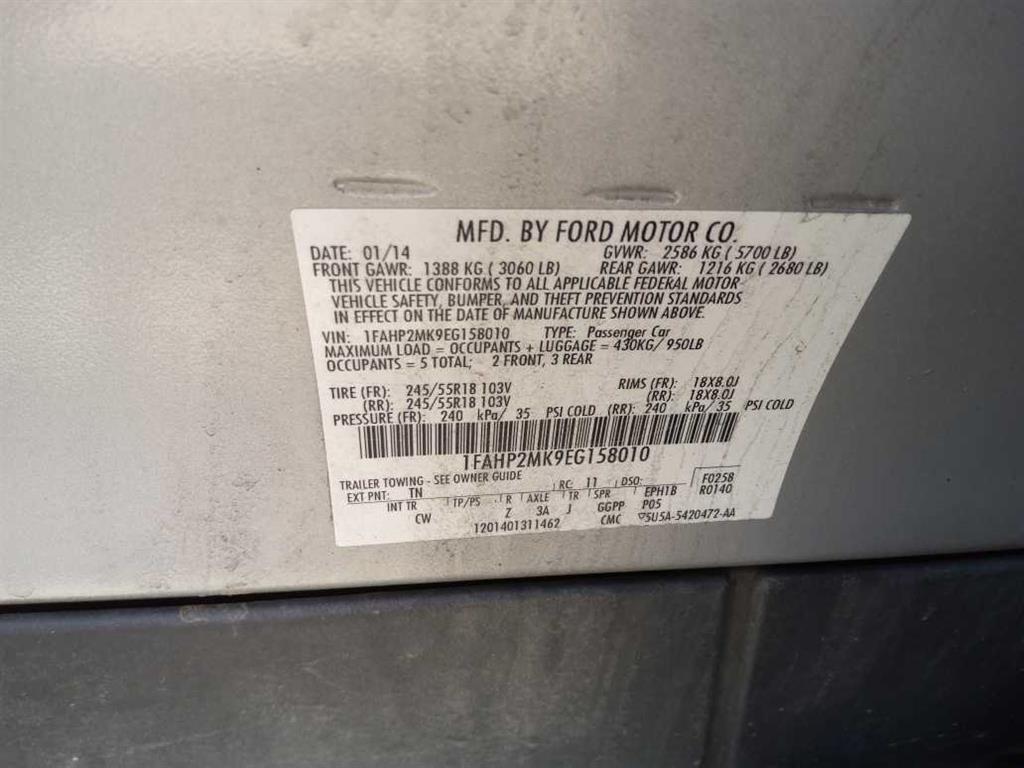 MFD. BY FORD MOTOR CO.
DATE: 01/14 GVWR: 2586 KG ( 5700 LB)
FRONT GAWR: 1388 KG ( 3060 LB) REAR GAWR: 1216 KG ( 2680 LB)
THIS VEHICLE CONFORMS TO ALL APPLICABLE FEDERAL MOTOR
VEHICLE SAFETY, BUMPER, AND THEFT PREVENTION STANDARDS
IN EFFECT ON THE DATE OF MANUFACTURE SHOWN ABOVE.
VIN: 1FAHP2MK9EG158010 TYPE: Passenger Car
MAXIMUM LOAD = OCCUPANTS + LUGGAGE = 430KG/ 950LB
OCCUPANTS = 5 TOTAL; 2 FRONT, 3 REAR
TIRE (FR): 245/55R18 103V RIMS (FR): 18X8.0J
(RR): 245/55R18 103V (RR): 18X8.0J
PRESSURE (FR): 240 kPa/ 35 PSI COLD (RR): 240 kPa/ 35 PSI COLD
1FAHP2MK9EG158010
TRAILER TOWING - SEE OWNER GUIDE
EXT PNT: TN RC: 11 DSO: F0258
INT TR TP/PS R AXLE TR SPR EPH1B R0140
CW Z 3A J GGPP P05
1201401311462 CMC 5U5A-5420472-AA